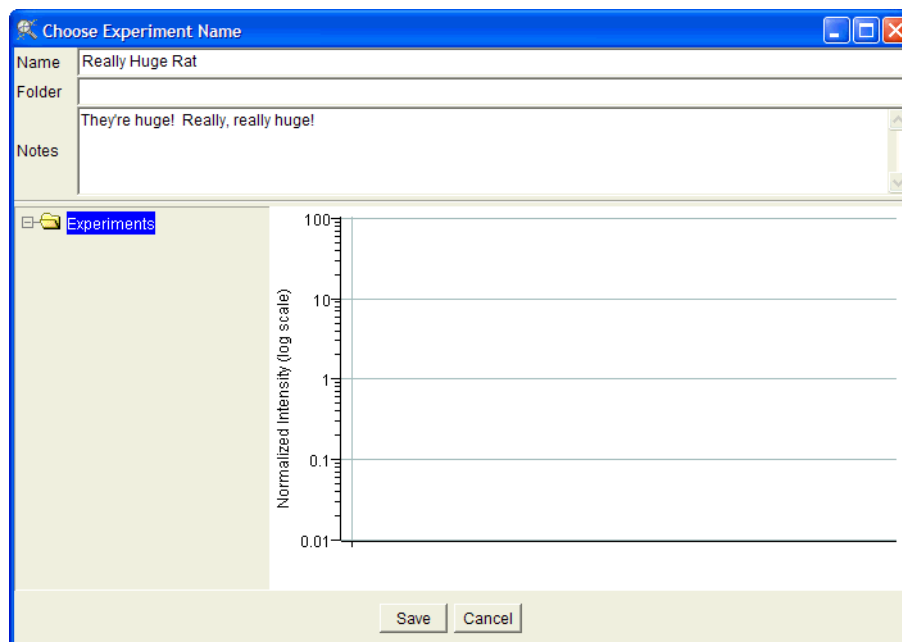 Choose Experiment Name
Name Really Huge Rat
Folder
Notes They're huge!  Really, really huge!
Experiments
Normalized Intensity (log scale)
100
10
1
0.1
0.01
Save Cancel